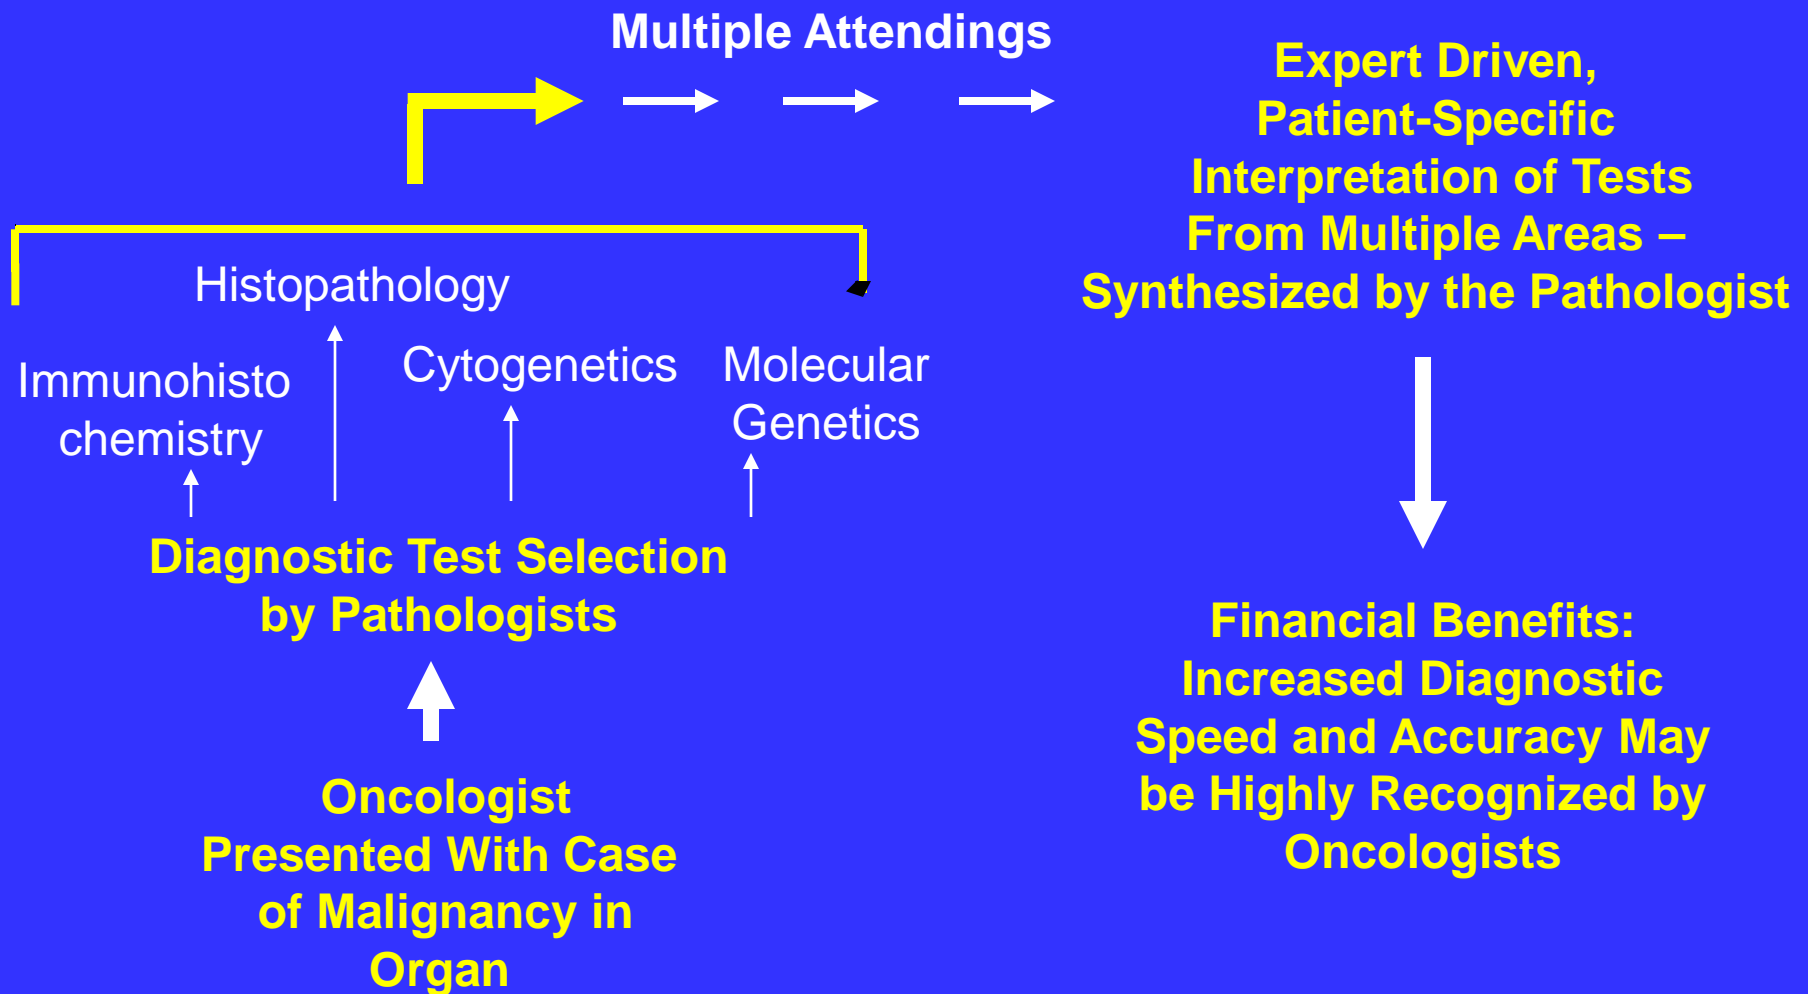 Multiple Attendings
Expert Driven,
Patient-Specific
Interpretation of Tests
From Multiple Areas –
Synthesized by the Pathologist
Histopathology
Immunohisto
chemistry
Cytogenetics
Molecular
Genetics
Diagnostic Test Selection
by Pathologists
Oncologist
Presented With Case
of Malignancy in
Organ
Financial Benefits:
Increased Diagnostic
Speed and Accuracy May
be Highly Recognized by
Oncologists